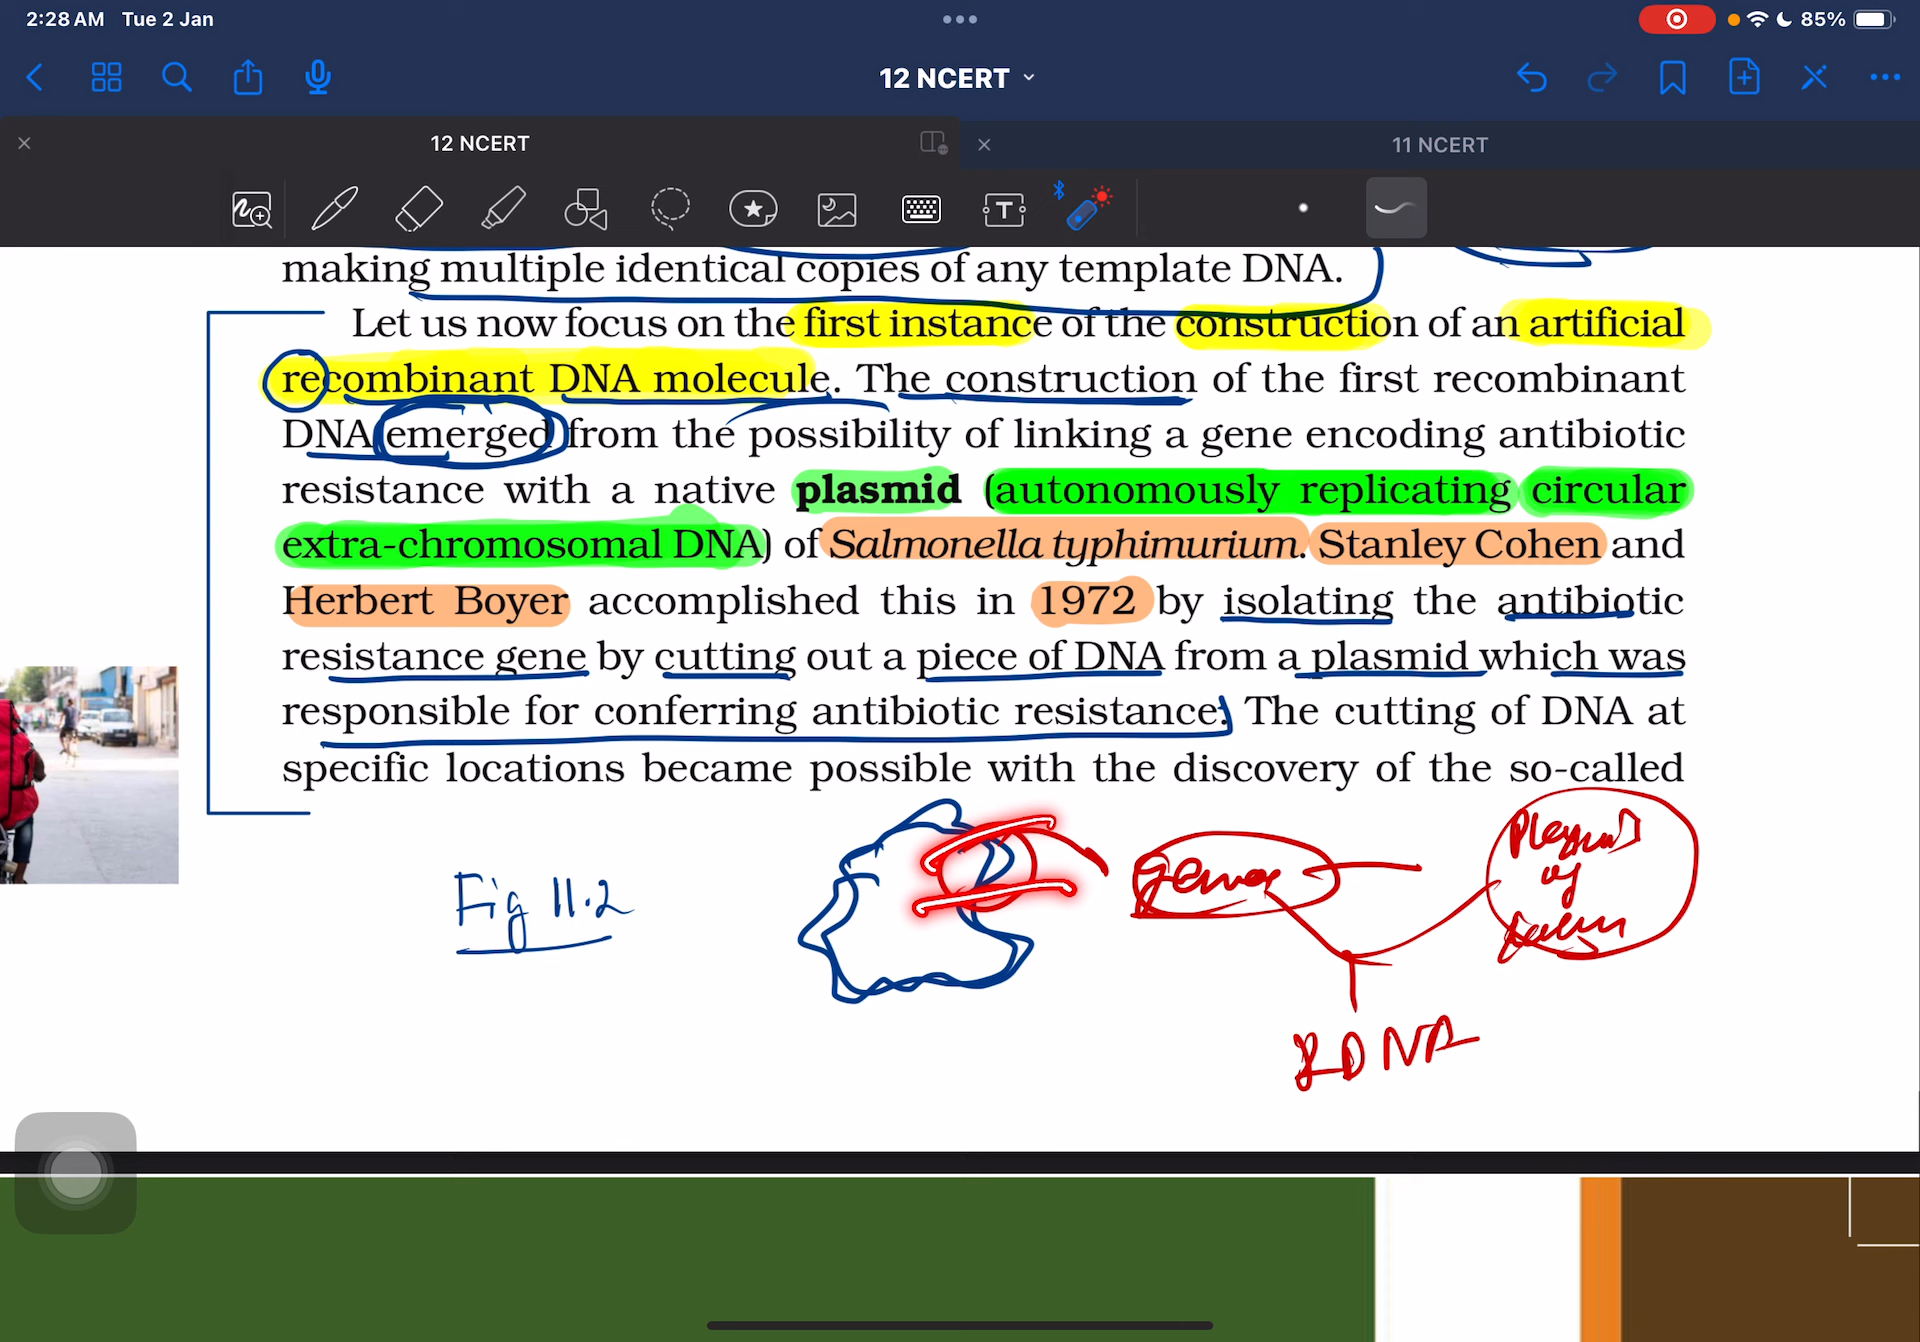 2:28 AM Tue 2 Jan
85%
12 NCERT
12 NCERT
11 NCERT
making multiple identical copies of any template DNA.
Let us now focus on the first instance of the construction of an artificial
recombinant DNA molecule. The construction of the first recombinant
DNA emerged from the possibility of linking a gene encoding antibiotic
resistance with a native plasmid (autonomously replicating circular
extra-chromosomal DNA) of Salmonella typhimurium. Stanley Cohen and
Herbert Boyer accomplished this in 1972 by isolating the antibiotic
resistance gene by cutting out a piece of DNA from a plasmid which was
responsible for conferring antibiotic resistance. The cutting of DNA at
specific locations became possible with the discovery of the so-called
Fig 11.2
of
DNA